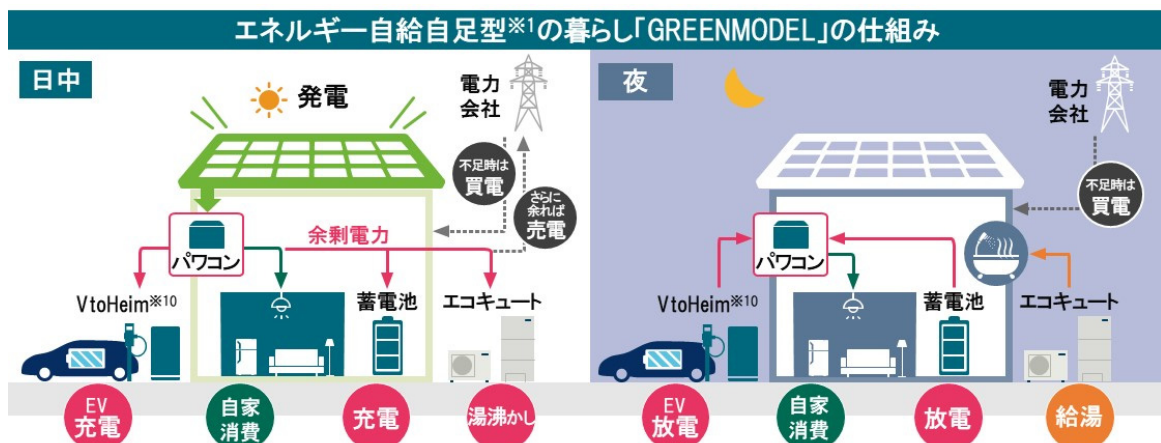 エネルギー自給自足型※1の暮らし「GREENMODEL」の仕組み
日中
発電
電力
会社
不足時は
買電
さらに
余れば
売電
余剰電力
パワコン
VtoHeim※10
蓄電池
エコキュート
EV
充電
自家
消費
充電
湯沸かし
夜
電力
会社
不足時は
買電
パワコン
VtoHeim※10
蓄電池
エコキュート
EV
放電
自家
消費
放電
給湯